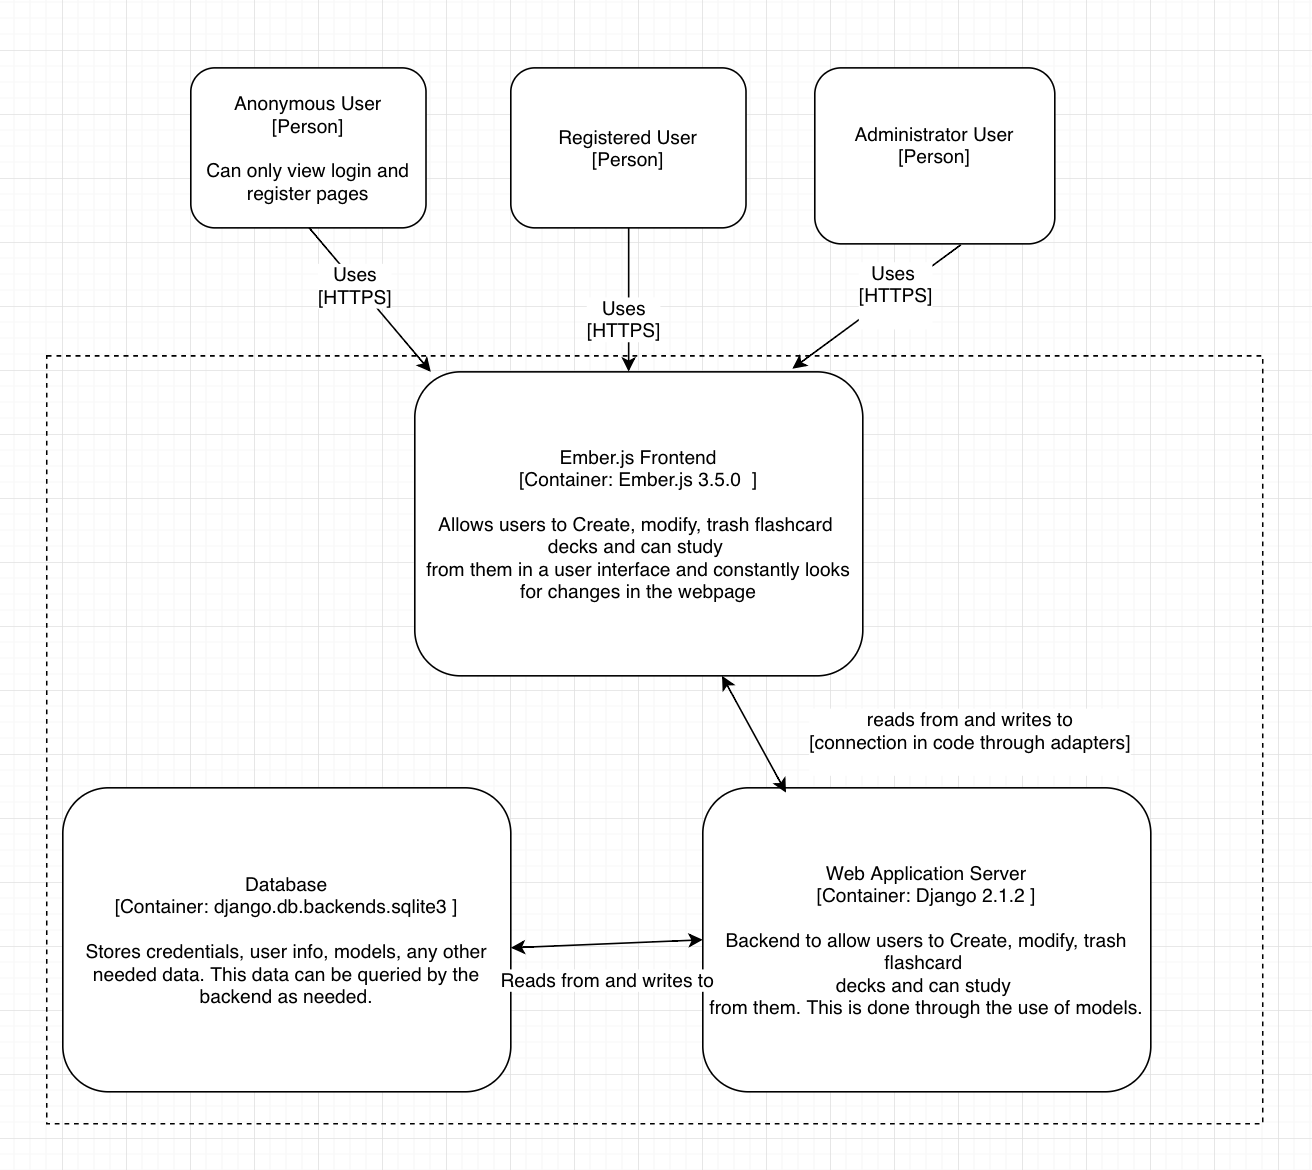 Anonymous User
[Person]
Can only view login and
register pages
Registered User
[Person]
Administrator User
[Person]
Uses
[HTTPS]
Uses
[HTTPS]
Uses
[HTTPS]
Ember.js Frontend
[Container: Ember.js 3.5.0  ]
Allows users to Create, modify, trash flashcard
decks and can study
from them in a user interface and constantly looks
for changes in the webpage
reads from and writes to
[connection in code through adapters]
Database
[Container: django.db.backends.sqlite3 ]
Stores credentials, user info, models, any other
needed data. This data can be queried by the
backend as needed.
Reads from and writes to
Web Application Server
[Container: Django 2.1.2 ]
Backend to allow users to Create, modify, trash
flashcard
decks and can study
from them. This is done through the use of models.